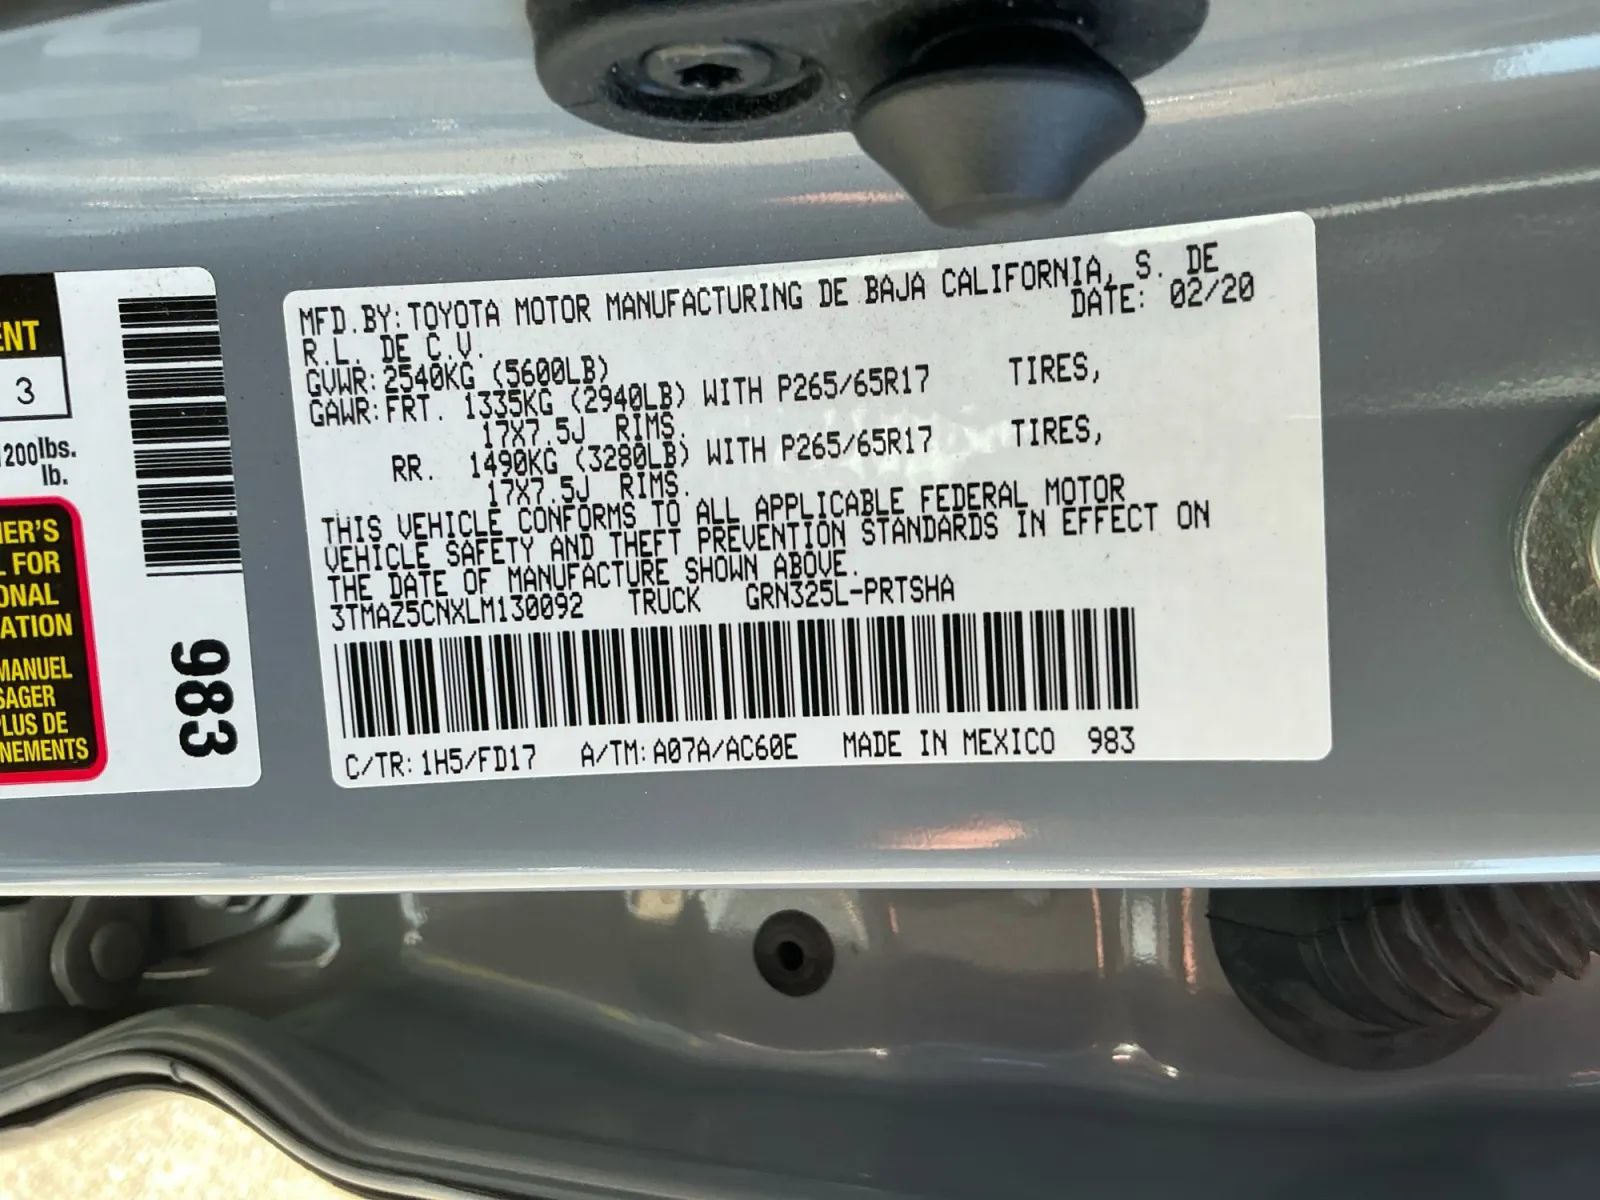 ENT
3
1200lbs.
lb.
NER'S
L FOR
ONAL
ATION
MANUEL
SAGER
PLUS DE
NEMENTS
983
MFD.BY:TOYOTA MOTOR MANUFACTURING DE BAJA CALIFORNIA, S. DE
R.L. DE C.V. DATE: 02/20
GVWR:2540KG (5600LB)
GAWR:FRT. 1335KG (2940LB) WITH P265/65R17 TIRES,
17X7.5J RIMS.
RR. 1490KG (3280LB) WITH P265/65R17 TIRES,
17X7.5J RIMS.
THIS VEHICLE CONFORMS TO ALL APPLICABLE FEDERAL MOTOR
VEHICLE SAFETY AND THEFT PREVENTION STANDARDS IN EFFECT ON
THE DATE OF MANUFACTURE SHOWN ABOVE.
3TMAZ5CNXLM130092 TRUCK GRN325L-PRTSHA
C/TR:1H5/FD17 A/TM:A07A/AC60E MADE IN MEXICO 983